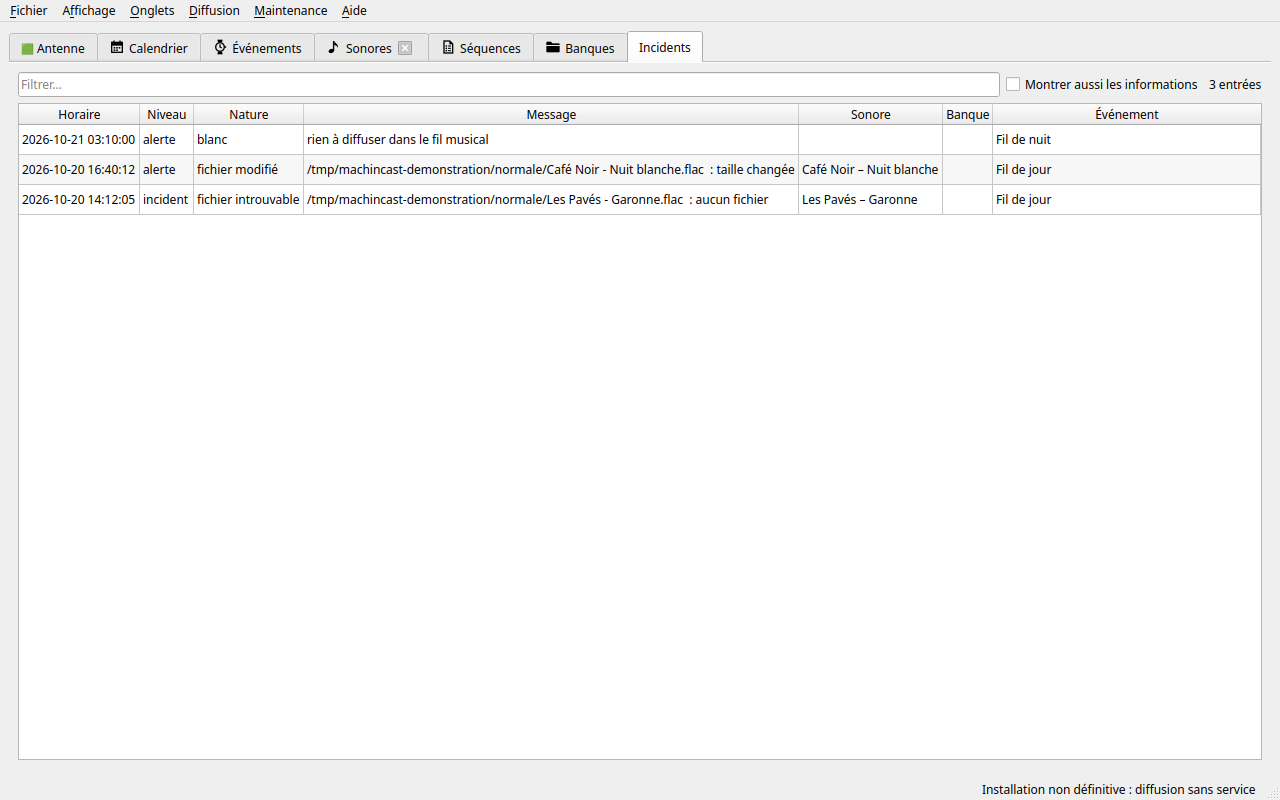 Fichier Affichage Onglets Diffusion Maintenance Aide
Antenne Calendrier Événements Sonores Séquences Banques Incidents
Filtrer... Montrer aussi les informations 3 entrées
Horaire Niveau Nature Message Sonore Banque Événement
2026-10-21 03:10:00 alerte blanc rien à diffuser dans le fil musical Fil de nuit
2026-10-20 16:40:12 alerte fichier modifié /tmp/machincast-demonstration/normale/Café Noir - Nuit blanche.flac : taille changée Café Noir – Nuit blanche Fil de jour
2026-10-20 14:12:05 incident fichier introuvable /tmp/machincast-demonstration/normale/Les Pavés - Garonne.flac : aucun fichier Les Pavés – Garonne Fil de jour
Installation non définitive : diffusion sans service